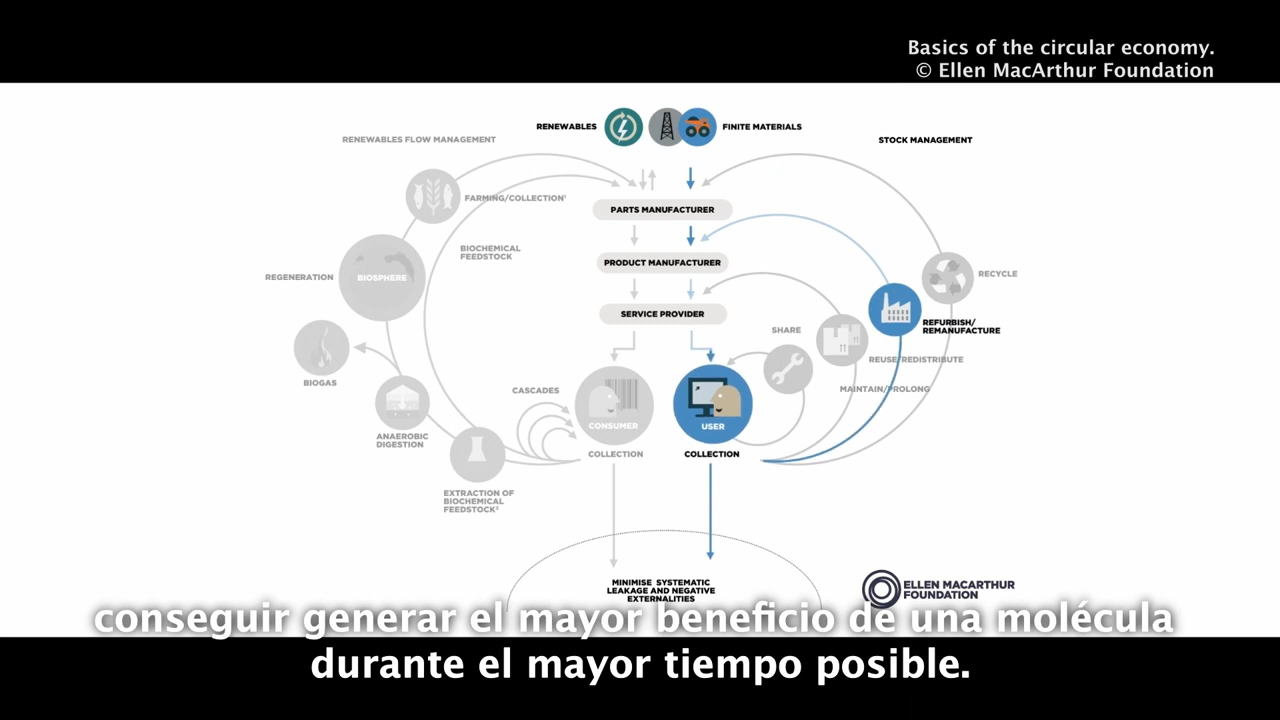 Basics of the circular economy.
© Ellen MacArthur Foundation
RENEWABLES
FINITE MATERIALS
RENEWABLES FLOW MANAGEMENT
STOCK MANAGEMENT
FARMING/COLLECTION¹
PARTS MANUFACTURER
BIOCHEMICAL
FEEDSTOCK
PRODUCT MANUFACTURER
REGENERATION
BIOSPHERE
RECYCLE
SERVICE PROVIDER
SHARE
REFURBISH/
REMANUFACTURE
REUSE/REDISTRIBUTE
BIOGAS
CASCADES
MAINTAIN/PROLONG
CONSUMER
USER
ANAEROBIC
DIGESTION
COLLECTION
COLLECTION
EXTRACTION OF
BIOCHEMICAL
FEEDSTOCK²
MINIMISE SYSTEMATIC
LEAKAGE AND NEGATIVE
EXTERNALITIES
ELLEN MACARTHUR
FOUNDATION
conseguir generar el mayor beneficio de una molécula
durante el mayor tiempo posible.